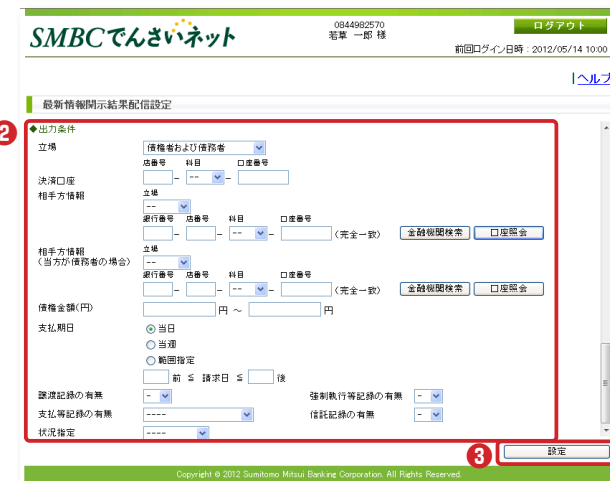 SMBCでんさいネット
0844982570
若草 一郎 様
ログアウト
前回ログイン日時：2012/05/14 10:00
|ヘルプ
最新情報開示結果配信設定
2
◆出力条件
立場 債権者および債務者
店番号 科目 口座番号
決済口座 - -- -
相手方情報 立場
--
銀行番号 店番号 科目 口座番号
- - -- - （完全一致） 金融機関検索 口座照会
相手方情報 立場
（当方が債務者の場合） --
銀行番号 店番号 科目 口座番号
- - -- - （完全一致） 金融機関検索 口座照会
債権金額(円) 円 ～ 円
支払期日 当日
当週
範囲指定
前 ≦ 請求日 ≦ 後
譲渡記録の有無 - 強制執行等記録の有無 -
支払等記録の有無 ---- 信託記録の有無 -
状況指定 ----
3 設定
Copyright © 2012 Sumitomo Mitsui Banking Corporation. All Rights Reserved.